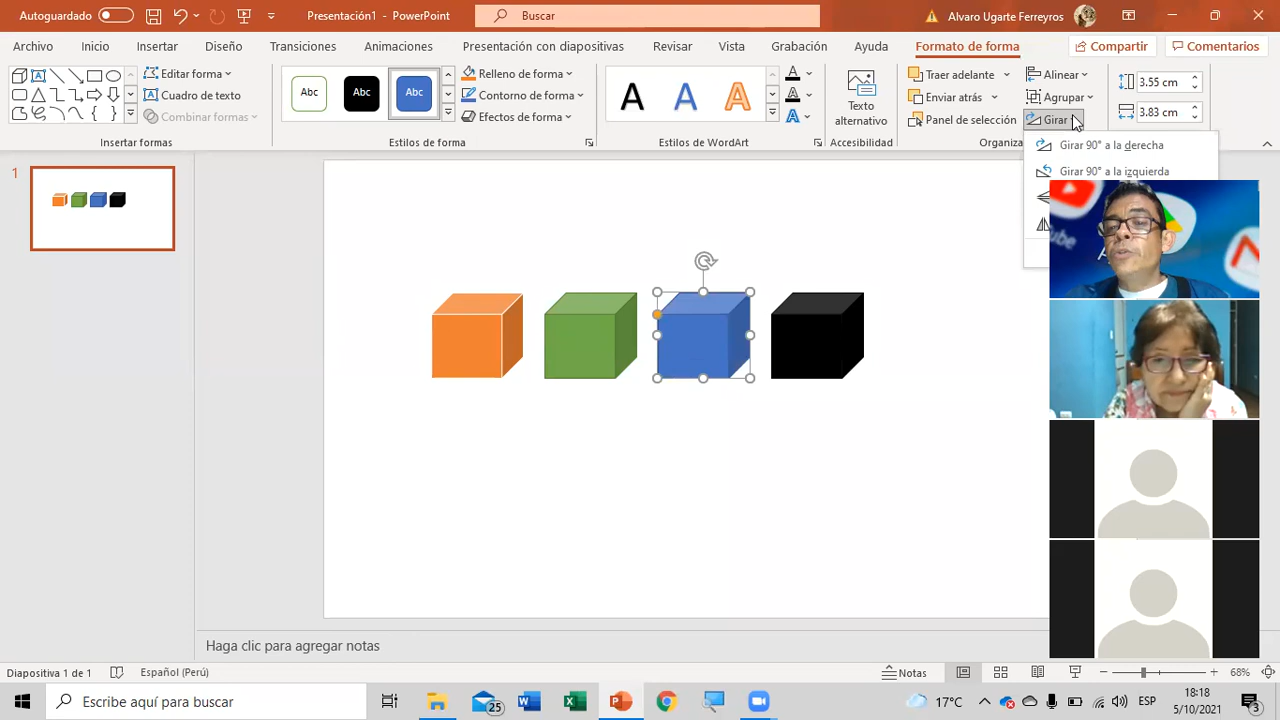 Autoguardado
Presentación1 - PowerPoint
Buscar
Alvaro Ugarte Ferreyros
Archivo Inicio Insertar Diseño Transiciones Animaciones Presentación con diapositivas Revisar Vista Grabación Ayuda Formato de forma Compartir Comentarios
Editar forma
Cuadro de texto
Combinar formas
Insertar formas
Abc Abc Abc
Relleno de forma
Contorno de forma
Efectos de forma
Estilos de forma
A A A
A
A
A
Estilos de WordArt
Texto
alternativo
Accesibilidad
Traer adelante
Enviar atrás
Panel de selección
Alinear
Agrupar
Girar
Organiza
3.55 cm
3.83 cm
Girar 90° a la derecha
Girar 90° a la izquierda
1
Haga clic para agregar notas
Diapositiva 1 de 1
Español (Perú)
Notas
68%
Escribe aquí para buscar
25
17°C
ESP
18:18
5/10/2021
3